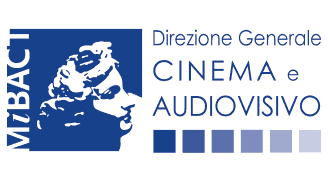 MiBACT
Direzione Generale
CINEMA e
AUDIOVISIVO